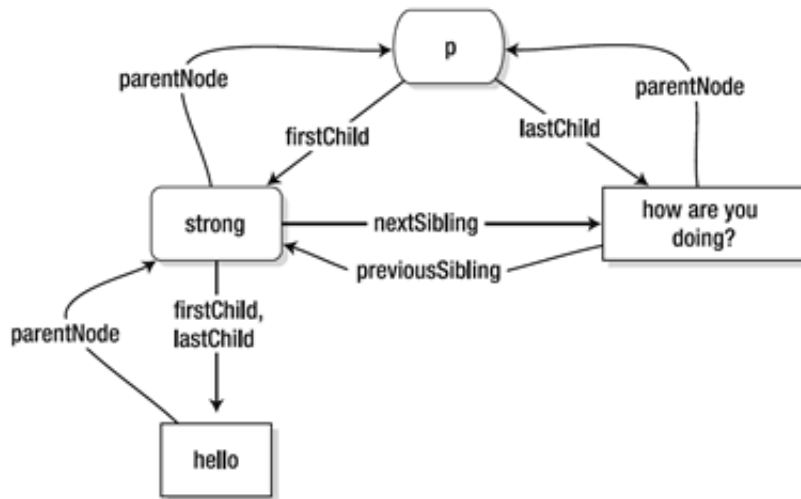 p
parentNode
parentNode
firstChild
lastChild
strong
nextSibling
how are you
doing?
previousSibling
firstChild,
lastChild
parentNode
hello